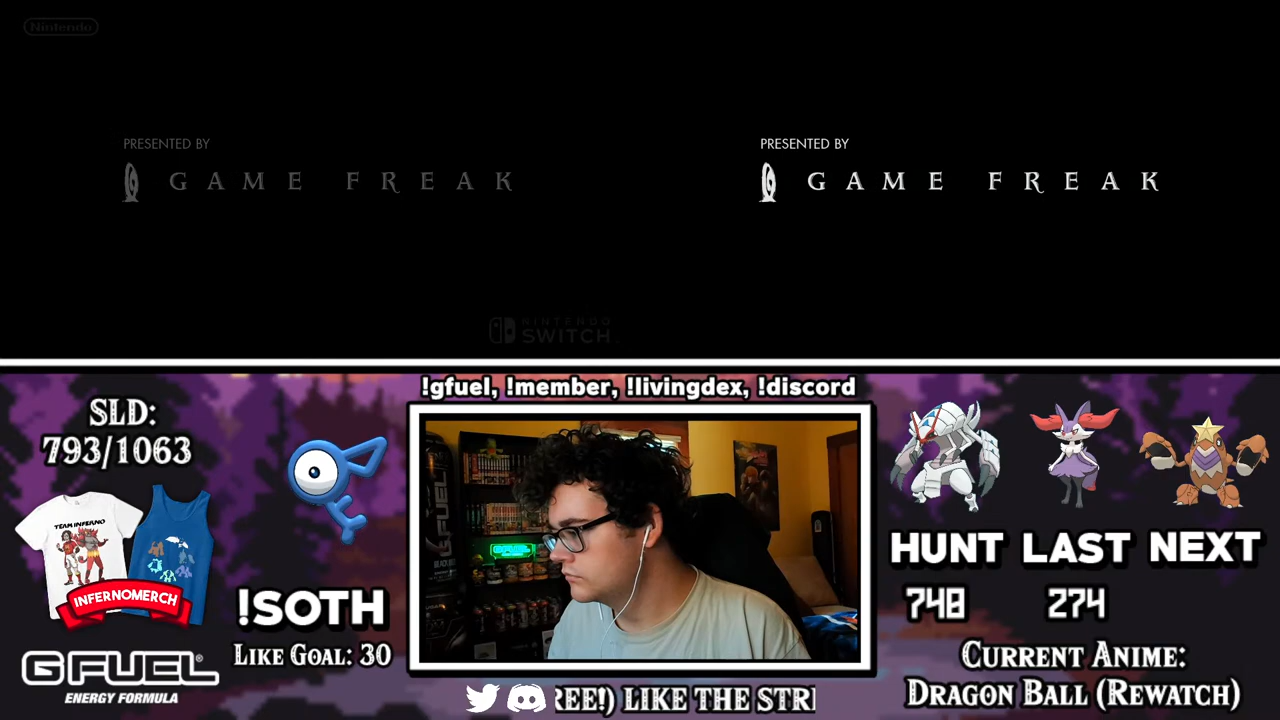 Nintendo
PRESENTED BY
GAME FREAK
PRESENTED BY
GAME FREAK
NINTENDO
SWITCH
!gfuel, !member, !livingdex, !discord
SLD:
793/1063
TEAM INFERNO
INFERNOMERCH
!SOTH
LIKE GOAL: 30
G FUEL®
ENERGY FORMULA
GFUEL
HUNT LAST NEXT
748 274
CURRENT ANIME:
DRAGON BALL (REWATCH)
REE!) LIKE THE STR